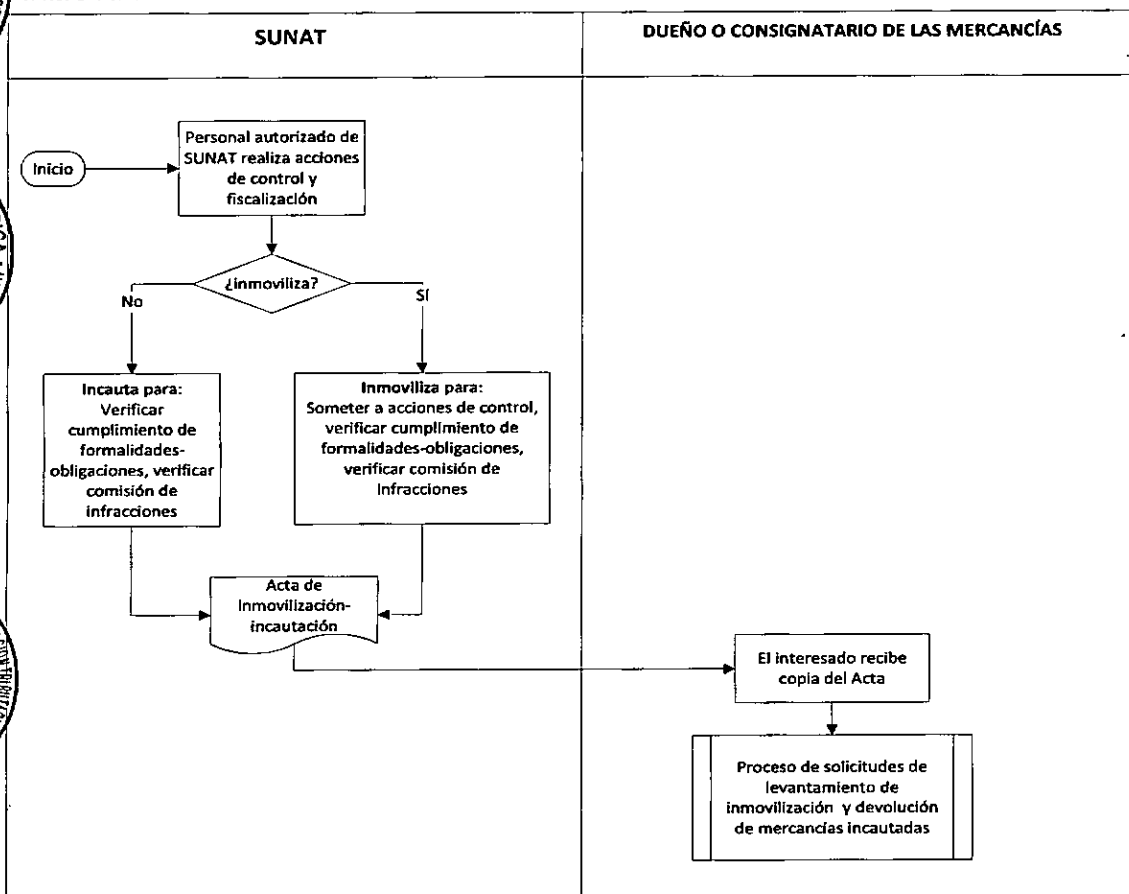 SUNAT
DUEÑO O CONSIGNATARIO DE LAS MERCANCÍAS
Inicio
Personal autorizado de
SUNAT realiza acciones
de control y
fiscalización
¿inmoviliza?
No
Sí
Incauta para:
Verificar
cumplimiento de
formalidades-
obligaciones, verificar
comisión de
infracciones
Inmoviliza para:
Someter a acciones de control,
verificar cumplimiento de
formalidades-obligaciones,
verificar comisión de
Infracciones
Acta de
Inmovilización-
incautación
El interesado recibe
copia del Acta
Proceso de solicitudes de
levantamiento de
inmovilización y devolución
de mercancías incautadas